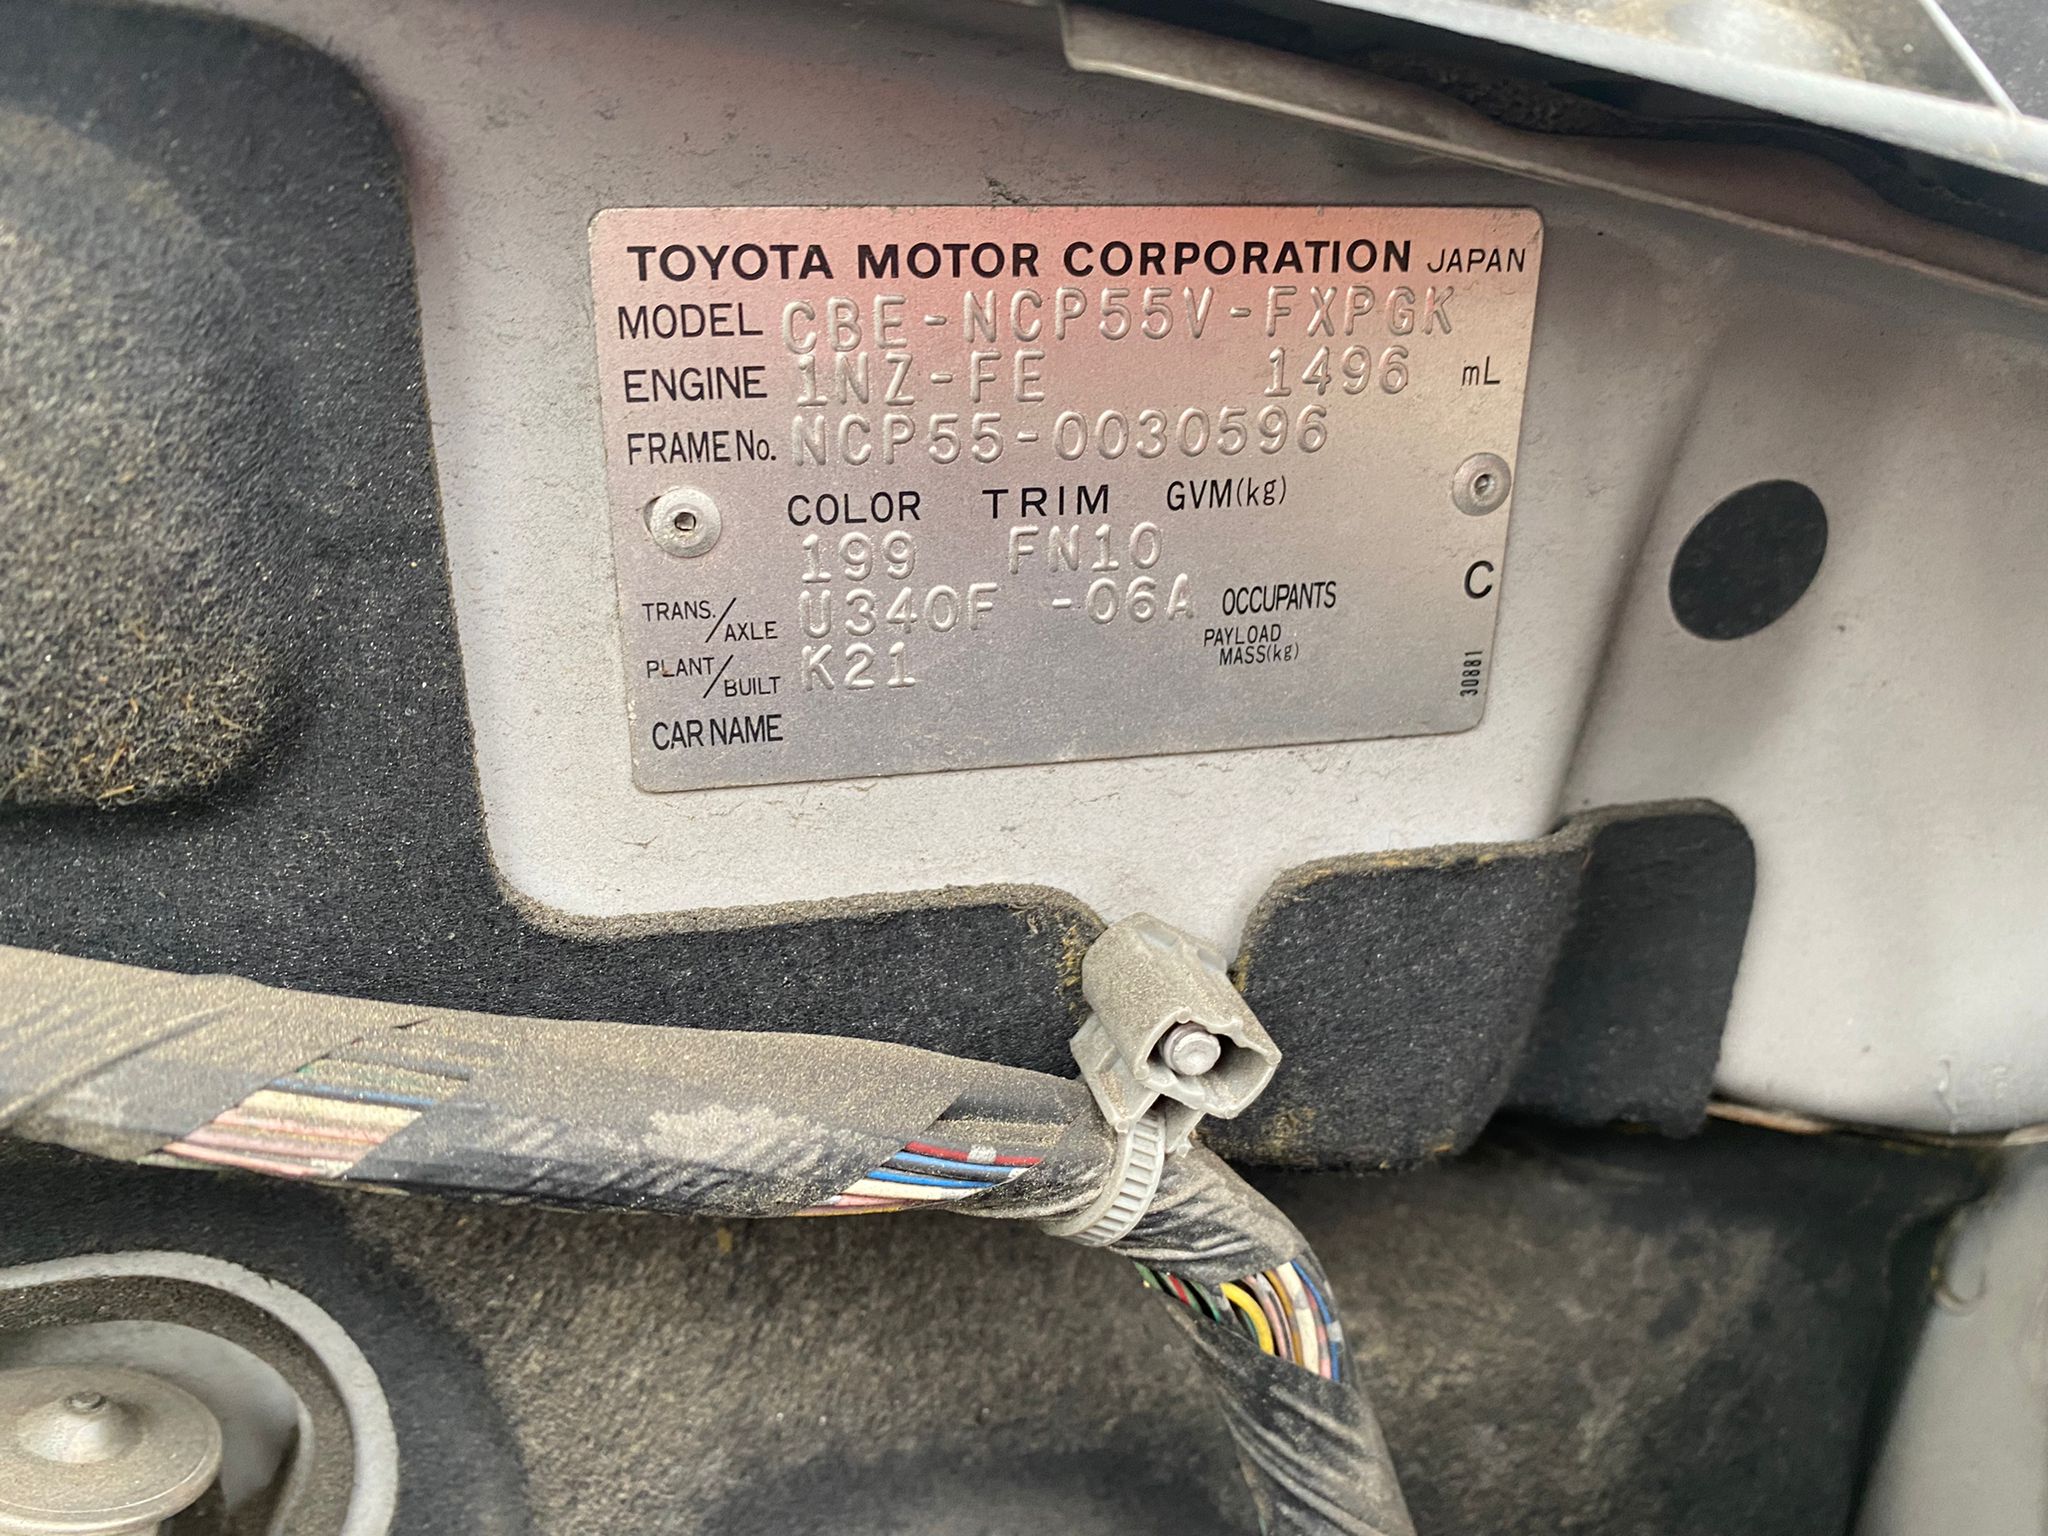 TOYOTA MOTOR CORPORATION JAPAN
MODEL CBE-NCP55V-FXPGK
ENGINE 1NZ-FE 1496 mL
FRAME No. NCP55-0030596
COLOR TRIM GVM(kg)
199 FN10
C
TRANS./AXLE U340F -06A OCCUPANTS
PAYLOAD MASS(kg)
PLANT/BUILT K21
30881
CAR NAME